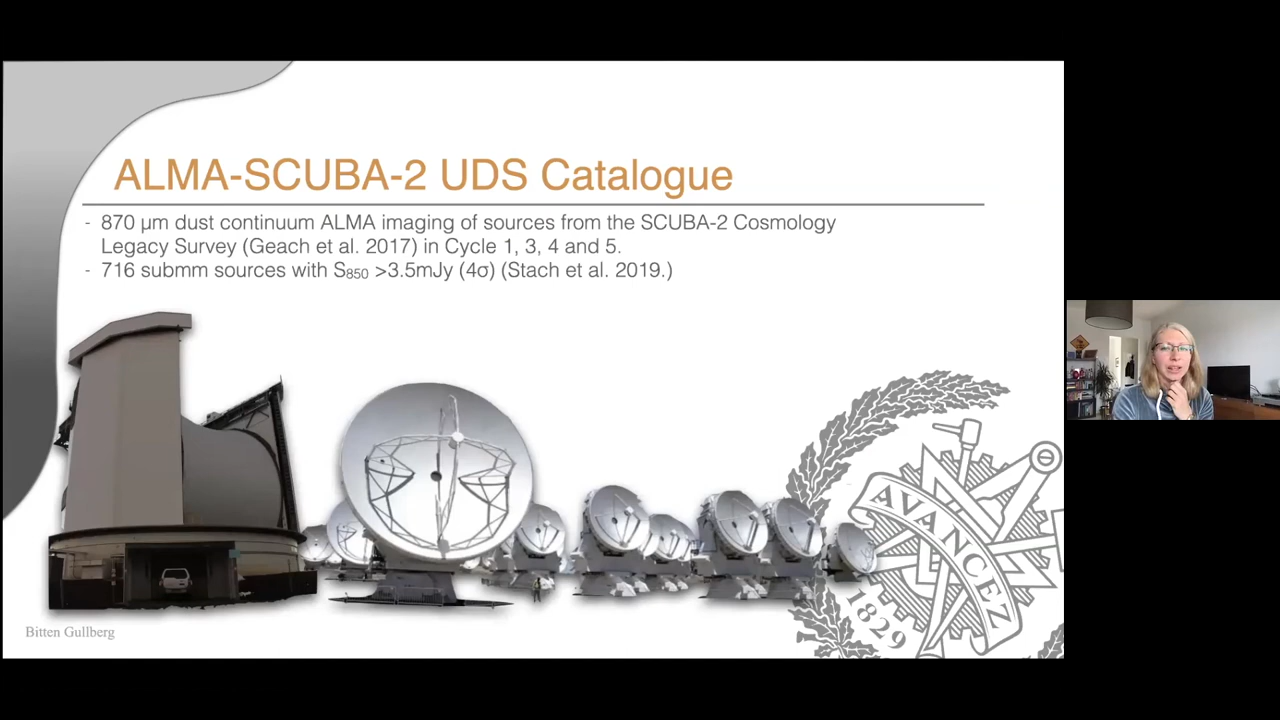 ALMA-SCUBA-2 UDS Catalogue
- 870 μm dust continuum ALMA imaging of sources from the SCUBA-2 Cosmology
Legacy Survey (Geach et al. 2017) in Cycle 1, 3, 4 and 5.
- 716 submm sources with S850 >3.5mJy (4σ) (Stach et al. 2019.)
AVANCEZ
1829
Bitten Gullberg